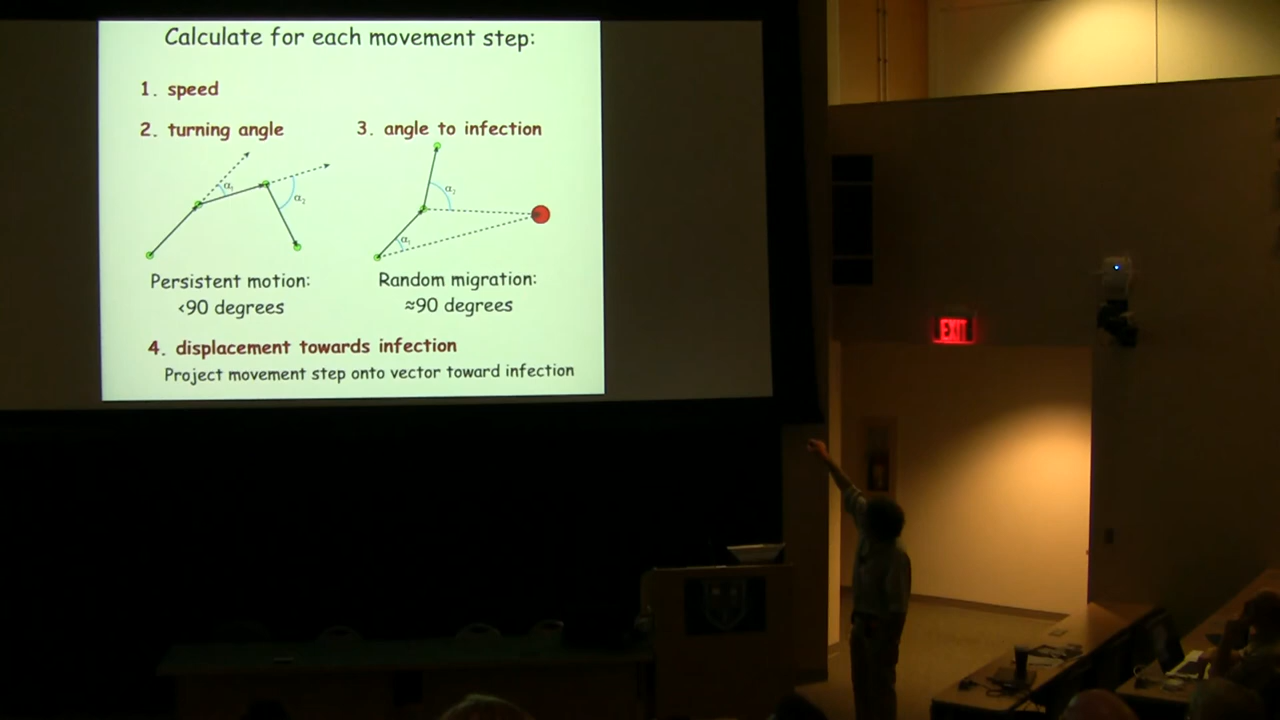 Calculate for each movement step:
1. speed
2. turning angle
3. angle to infection
α₁
α₂
α₂
α₁
Persistent motion:
<90 degrees
Random migration:
≈90 degrees
4. displacement towards infection
Project movement step onto vector toward infection
EXIT